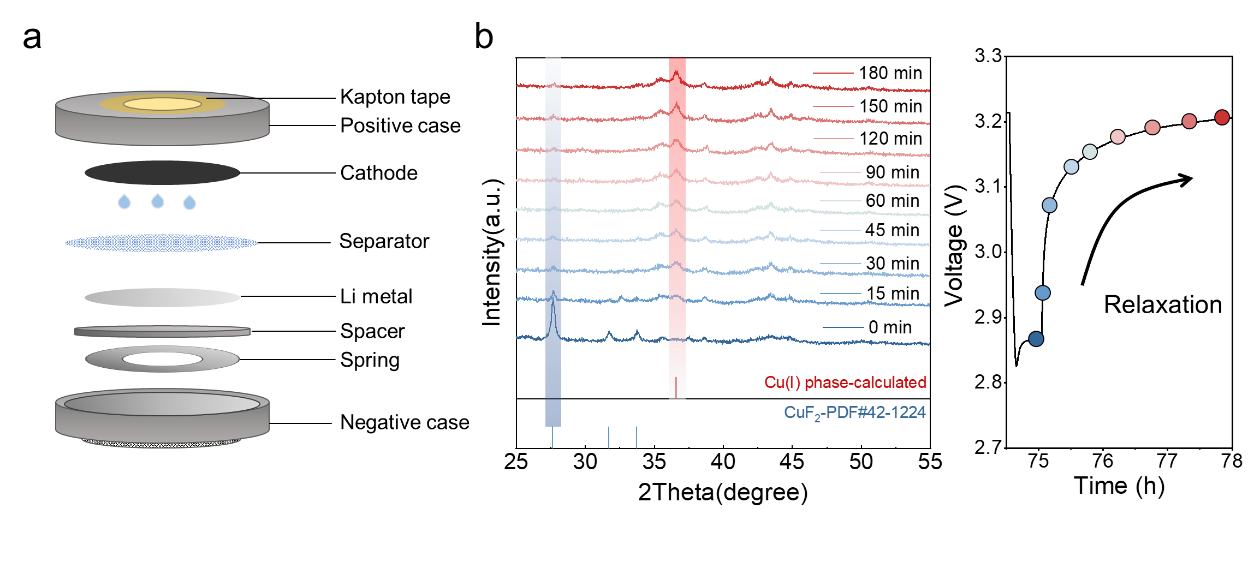 a
Kapton tape
Positive case
Cathode
Separator
Li metal
Spacer
Spring
Negative case
b
Intensity(a.u.)
180 min
150 min
120 min
90 min
60 min
45 min
30 min
15 min
0 min
Cu(I) phase-calculated
CuF2-PDF#42-1224
25 30 35 40 45 50 55
2Theta(degree)
Voltage (V)
3.3
3.2
3.1
3.0
2.9
2.8
2.7
Relaxation
75 76 77 78
Time (h)